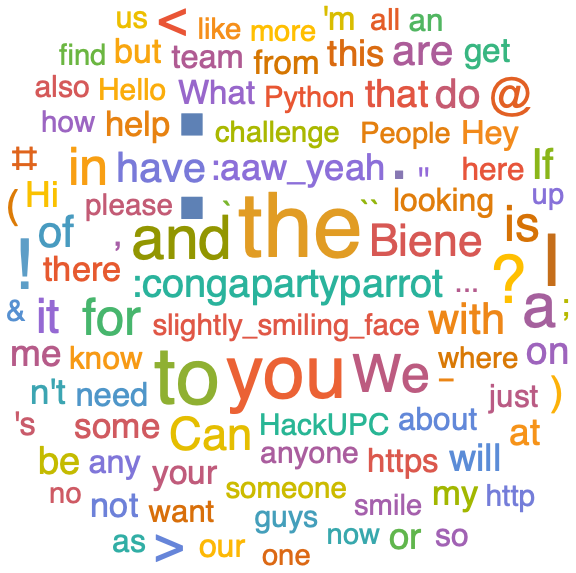 us < like more 'm all an
find but team from this are get
also Hello What Python that do @
how help ■ challenge People Hey
# in have :aaw_yeah . " here If
( Hi please ■ ` the `` looking up
! of , and Biene is I
there :congapartyparrot ... ? a ;
& it for slightly_smiling_face with
me know to you We - where on
n't need just )
's some Can HackUPC about at
be any your anyone https will
no not want someone smile my http
as > our guys now or so
one